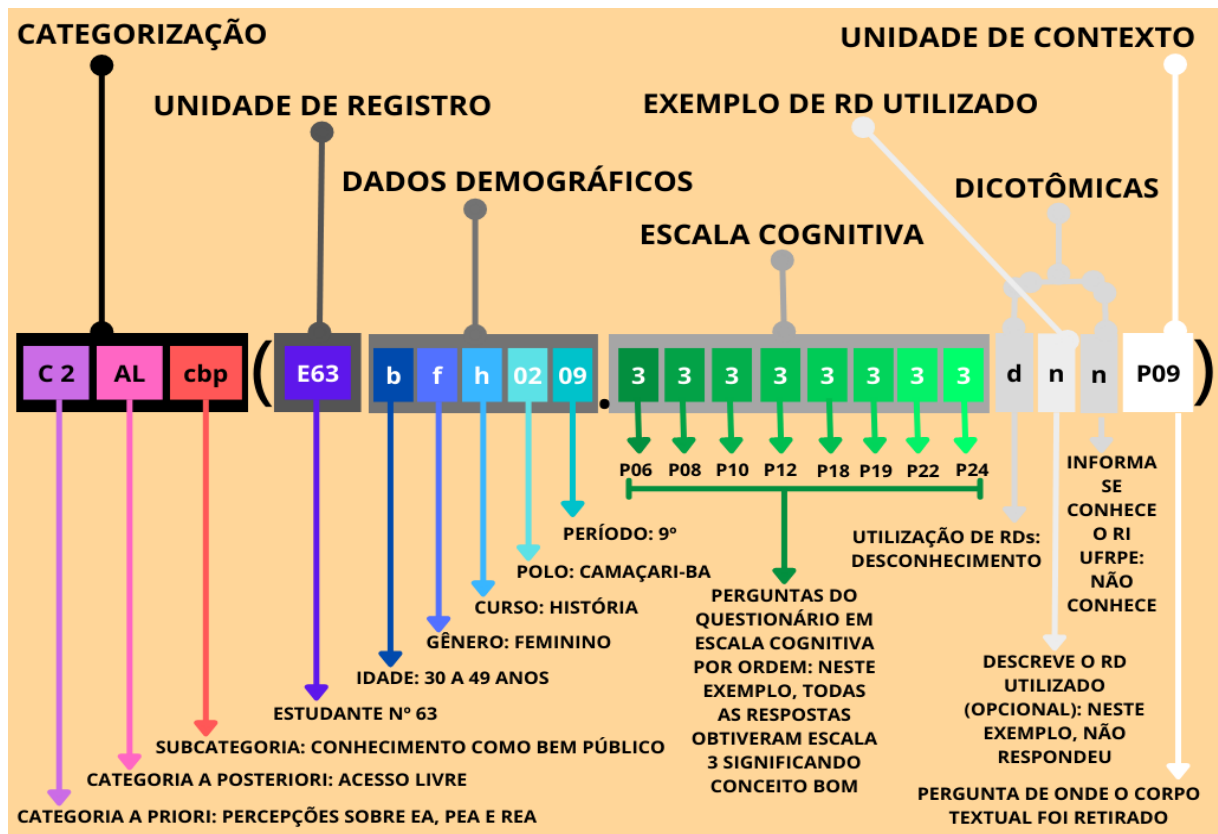 CATEGORIZAÇÃO
UNIDADE DE CONTEXTO
UNIDADE DE REGISTRO
EXEMPLO DE RD UTILIZADO
DADOS DEMOGRÁFICOS
DICOTÔMICAS
ESCALA COGNITIVA
C 2 AL cbp ( E63 b f h 02 09 . 3 3 3 3 3 3 3 3 d n n P09 )
P06 P08 P10 P12 P18 P19 P22 P24
PERÍODO: 9º
POLO: CAMAÇARI-BA
CURSO: HISTÓRIA
GÊNERO: FEMININO
IDADE: 30 A 49 ANOS
ESTUDANTE Nº 63
SUBCATEGORIA: CONHECIMENTO COMO BEM PÚBLICO
CATEGORIA A POSTERIORI: ACESSO LIVRE
CATEGORIA A PRIORI: PERCEPÇÕES SOBRE EA, PEA E REA
PERGUNTAS DO
QUESTIONÁRIO EM
ESCALA COGNITIVA
POR ORDEM: NESTE
EXEMPLO, TODAS
AS RESPOSTAS
OBTIVERAM ESCALA
3 SIGNIFICANDO
CONCEITO BOM
UTILIZAÇÃO DE RDs:
DESCONHECIMENTO
DESCREVE O RD
UTILIZADO
(OPCIONAL): NESTE
EXEMPLO, NÃO
RESPONDEU
INFORMA
SE
CONHECE
O RI
UFRPE:
NÃO
CONHECE
PERGUNTA DE ONDE O CORPO
TEXTUAL FOI RETIRADO